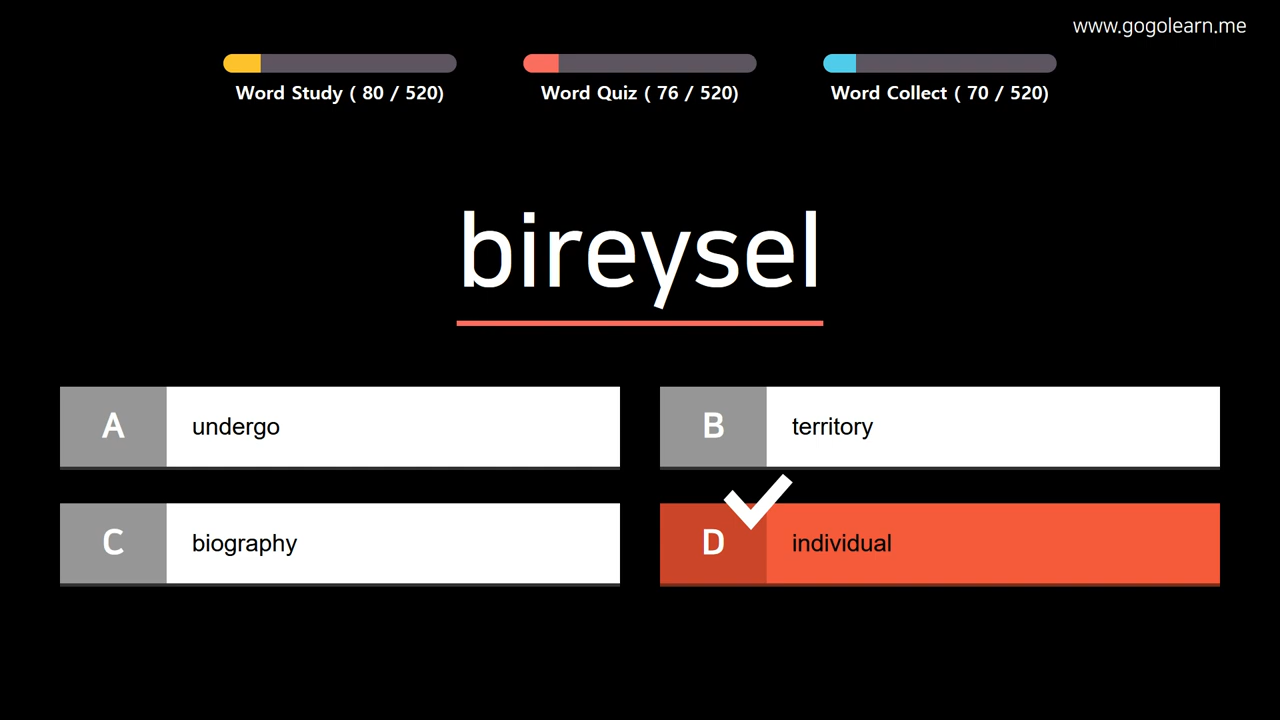 www.gogolearn.me
Word Study ( 80 / 520)
Word Quiz ( 76 / 520)
Word Collect ( 70 / 520)
bireysel
A undergo
B territory
C biography
D individual